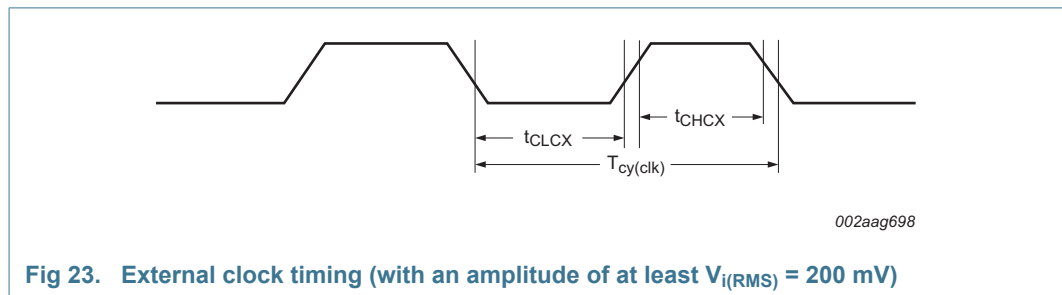 tCLCX
tCHCX
Tcy(clk)
002aag698
Fig 23. External clock timing (with an amplitude of at least Vi(RMS) = 200 mV)